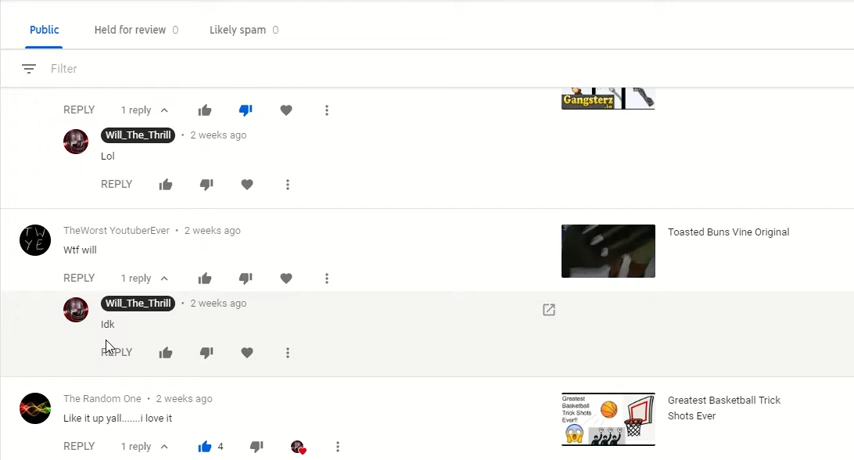 Public Held for review 0 Likely spam 0
Filter
Gangsterz.io
REPLY 1 reply
Will_The_Thrill • 2 weeks ago
Lol
REPLY
TW
YE
TheWorst YoutuberEver • 2 weeks ago
Wtf will
Toasted Buns Vine Original
REPLY 1 reply
Will_The_Thrill • 2 weeks ago
Idk
REPLY
The Random One • 2 weeks ago
Like it up yall.......i love it
Greatest
Basketball
Trick
Shots
Ever!!
Greatest Basketball Trick
Shots Ever
REPLY 1 reply 4